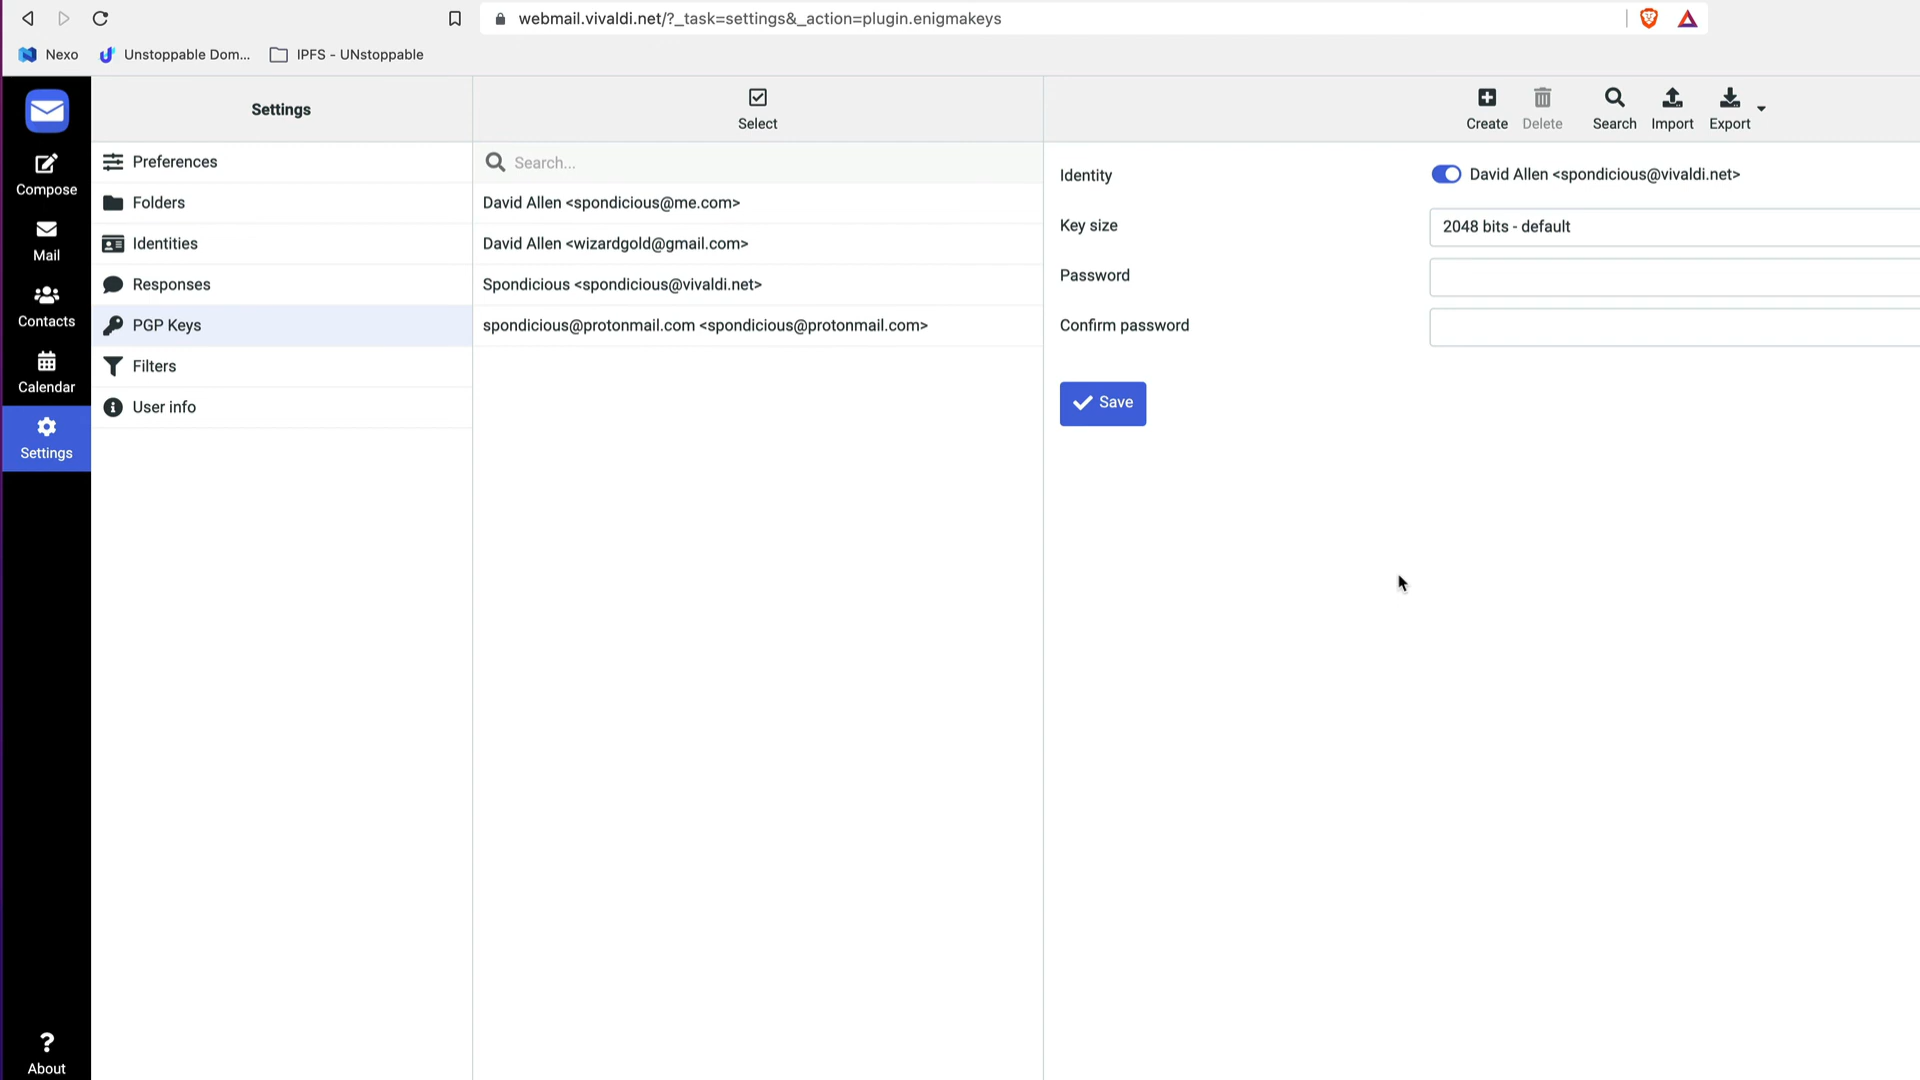 webmail.vivaldi.net/?_task=settings&_action=plugin.enigmakeys
Nexo
Unstoppable Dom...
IPFS - UNstoppable
Settings
Select
Create
Delete
Search
Import
Export
Compose
Mail
Contacts
Calendar
Settings
About
Preferences
Folders
Identities
Responses
PGP Keys
Filters
User info
Search...
David Allen <spondicious@me.com>
David Allen <wizardgold@gmail.com>
Spondicious <spondicious@vivaldi.net>
spondicious@protonmail.com <spondicious@protonmail.com>
Identity
David Allen <spondicious@vivaldi.net>
Key size
2048 bits - default
Password
Confirm password
Save